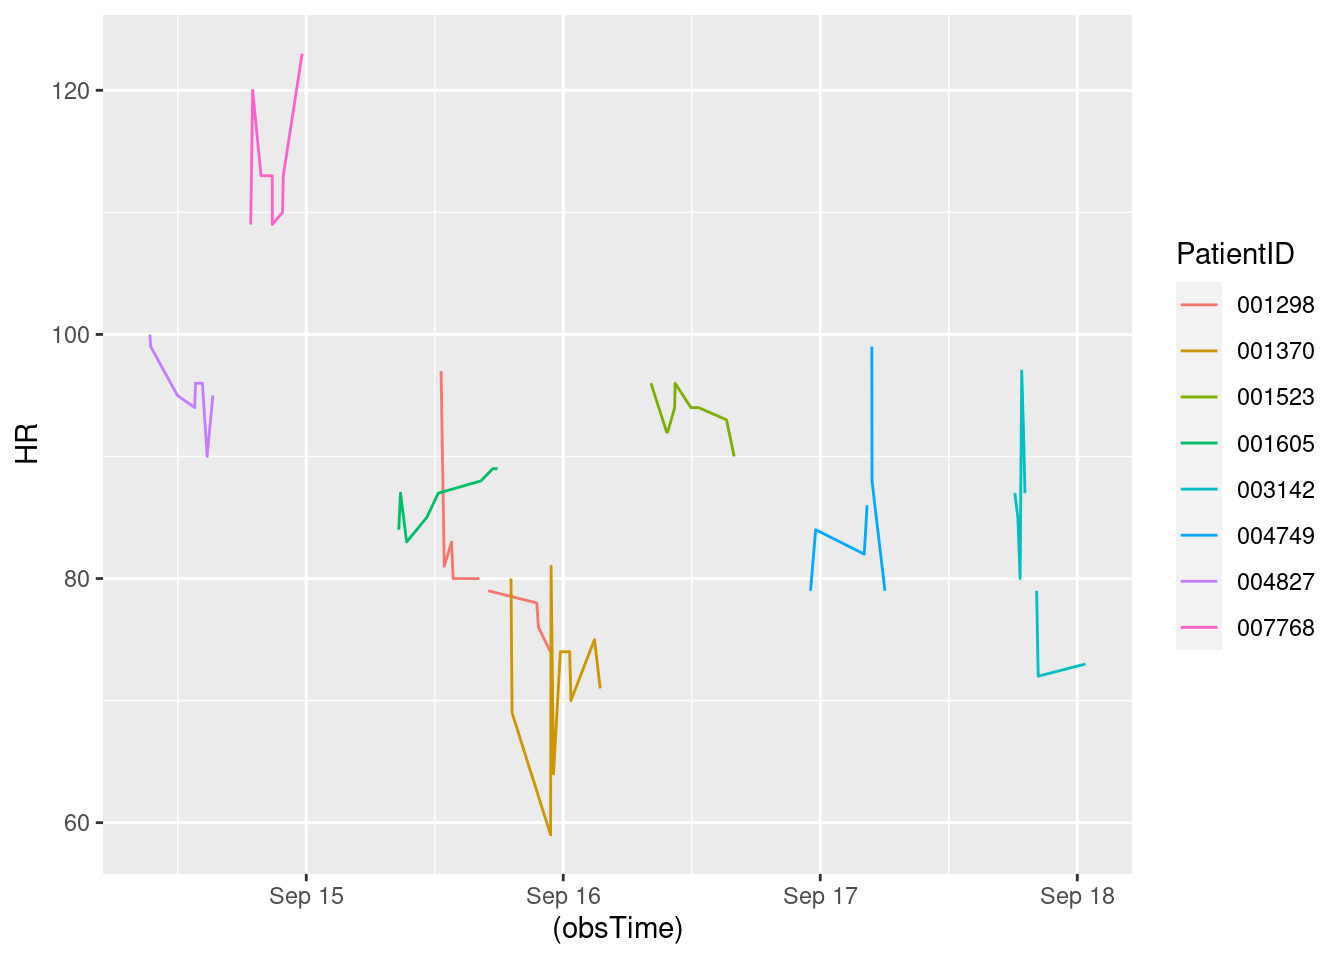 120
100
80
60
HR
Sep 15
Sep 16
Sep 17
Sep 18
(obsTime)
PatientID
001298
001370
001523
001605
003142
004749
004827
007768